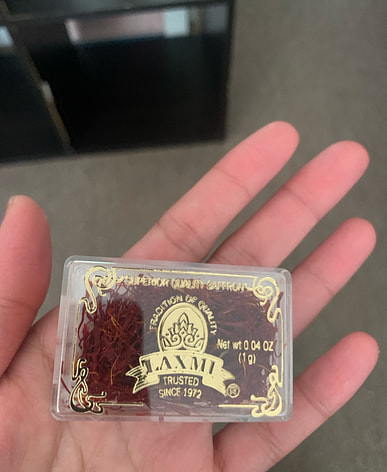 SUPERIOR QUALITY SAFFRON
TRADITION OF QUALITY
Net wt 0.04 OZ
(1g)
LAXMI
®
TRUSTED
SINCE 1972